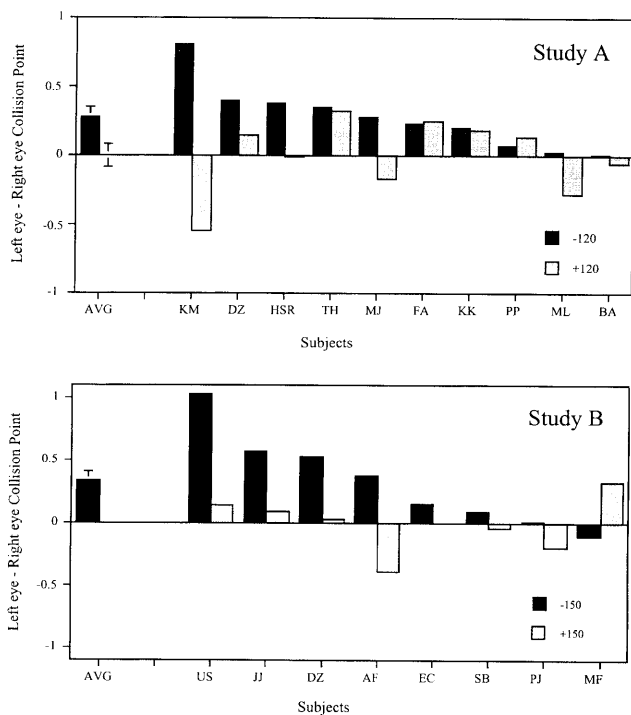 Study A
Left eye - Right eye Collision Point
1
0.5
0
-0.5
-1
-120
+120
AVG KM DZ HSR TH MJ FA KK PP ML BA
Subjects
Study B
Left eye - Right eye Collision Point
1
0.5
0
-0.5
-1
-150
+150
AVG US JJ DZ AF EC SB PJ MF
Subjects